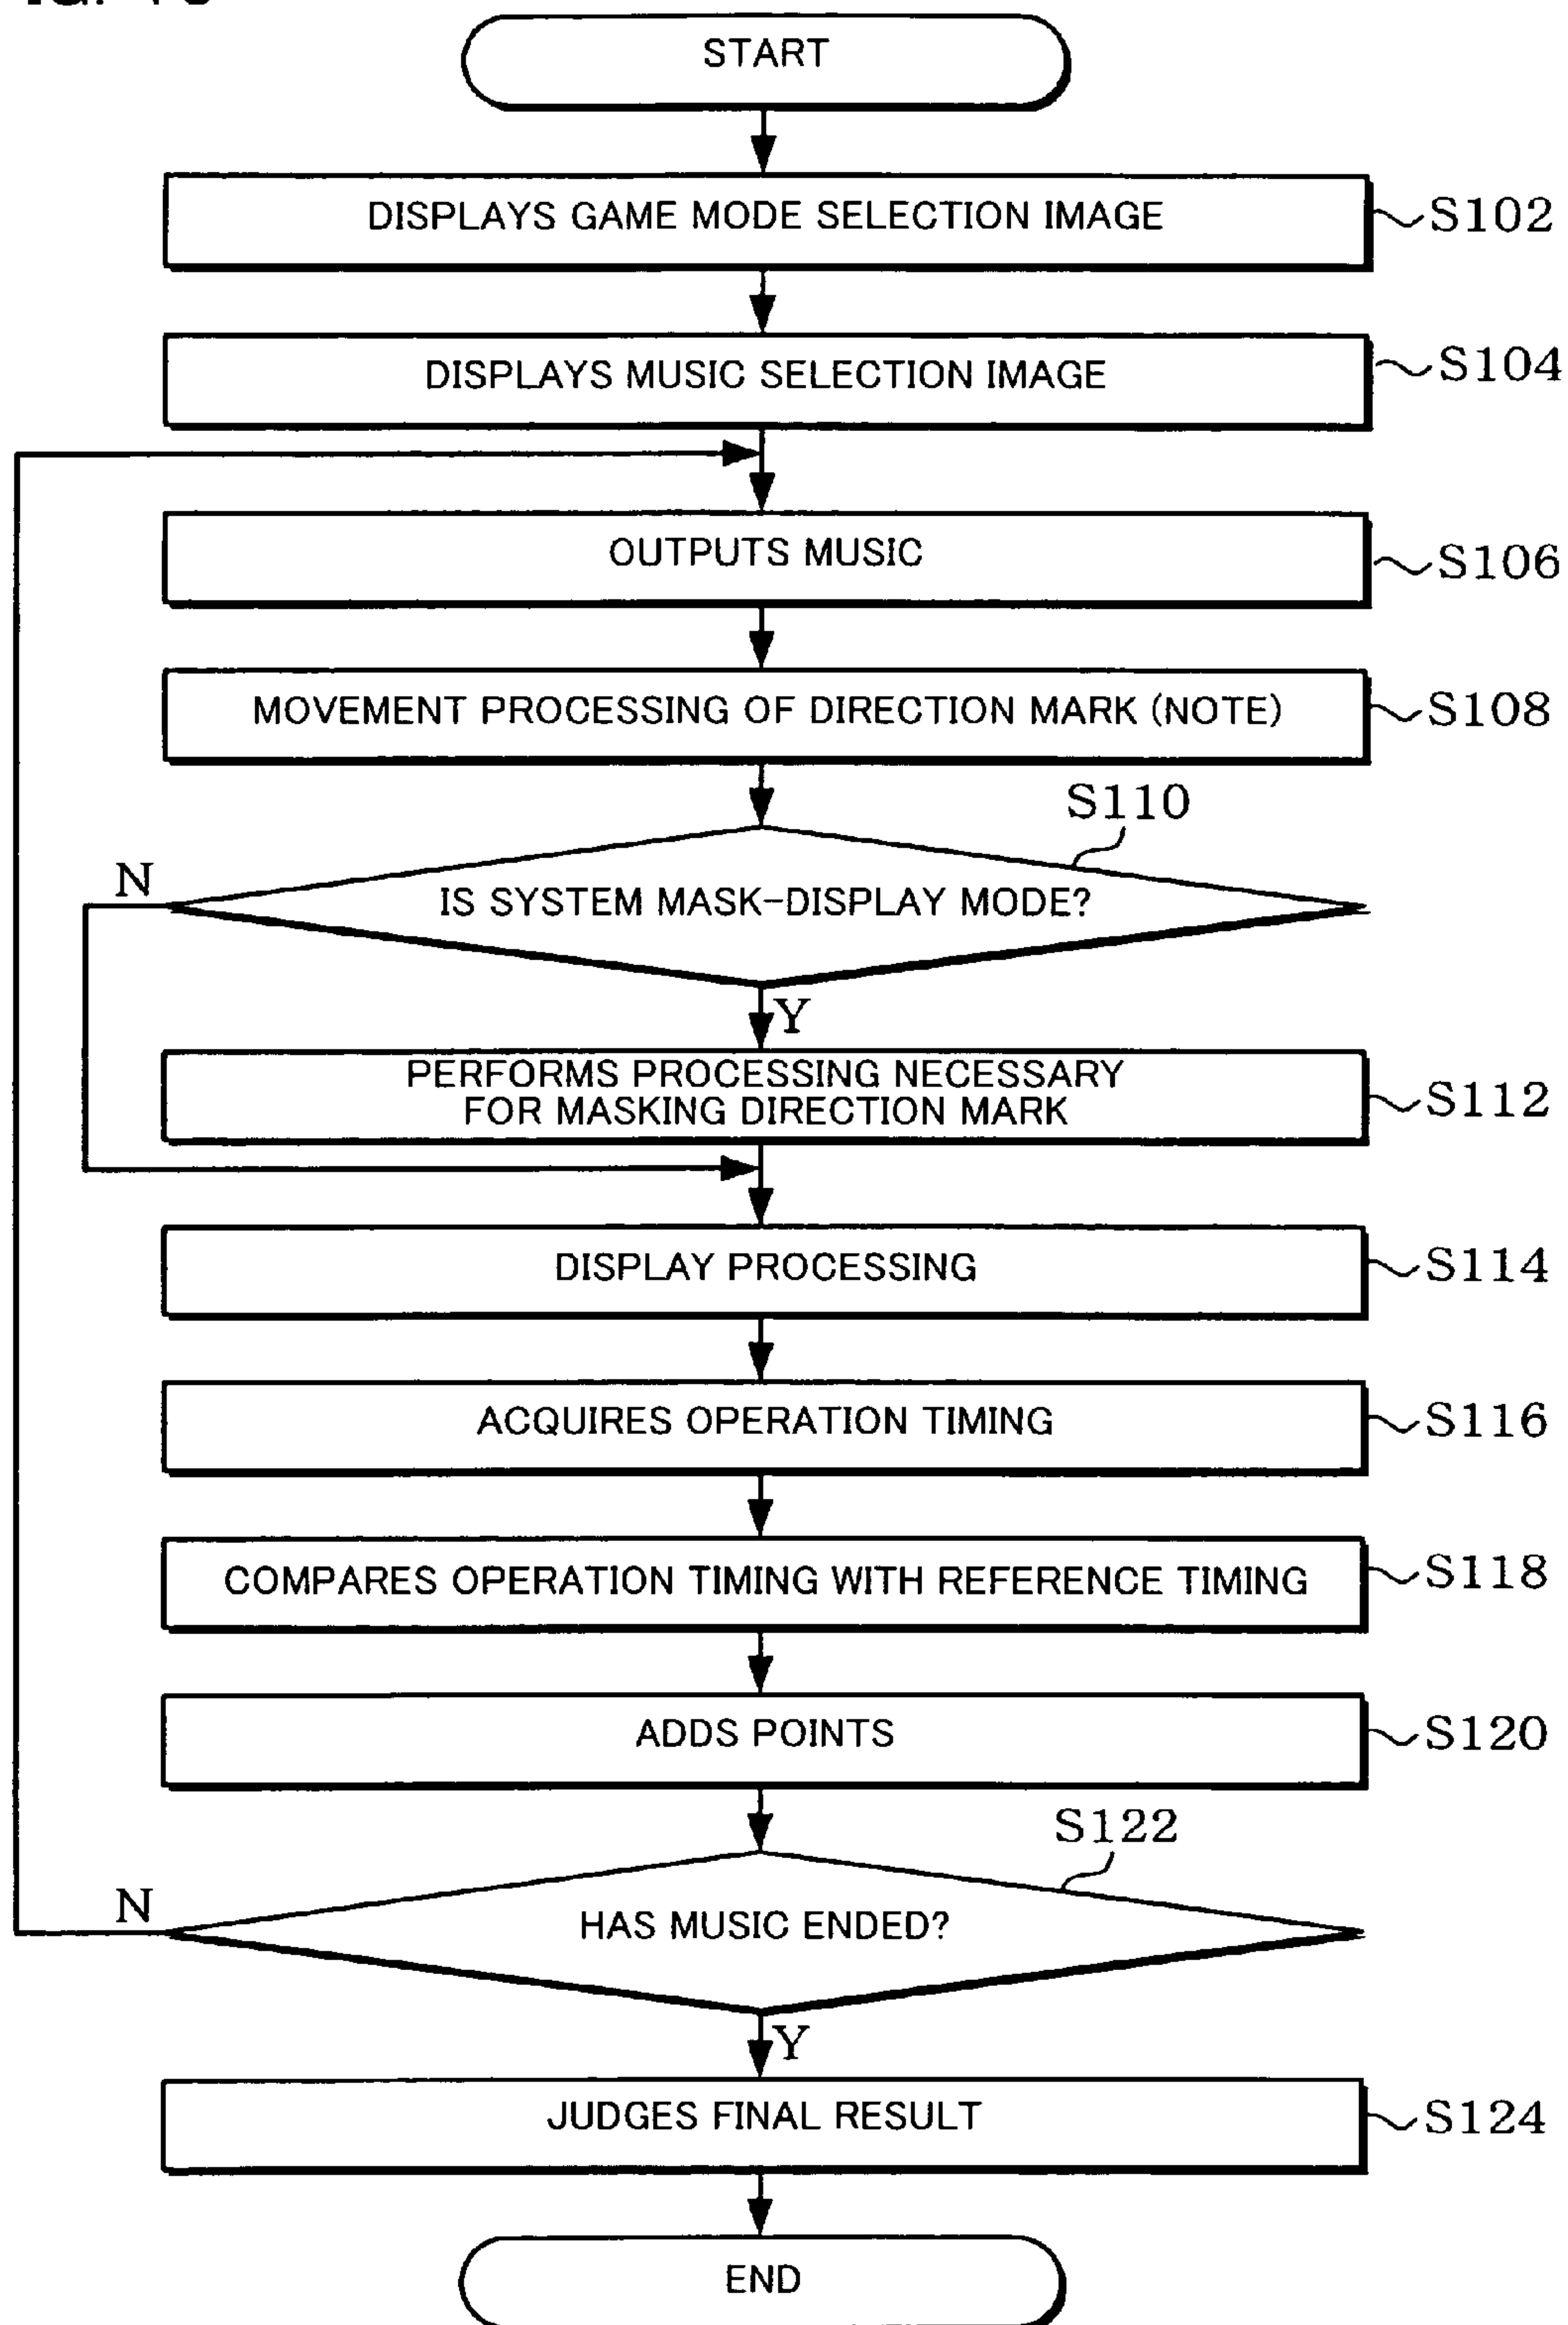 START
DISPLAYS GAME MODE SELECTION IMAGE
S102
DISPLAYS MUSIC SELECTION IMAGE
S104
OUTPUTS MUSIC
S106
MOVEMENT PROCESSING OF DIRECTION MARK (NOTE)
S108
S110
N
IS SYSTEM MASK-DISPLAY MODE?
Y
PERFORMS PROCESSING NECESSARY
FOR MASKING DIRECTION MARK
S112
DISPLAY PROCESSING
S114
ACQUIRES OPERATION TIMING
S116
COMPARES OPERATION TIMING WITH REFERENCE TIMING
S118
ADDS POINTS
S120
S122
N
HAS MUSIC ENDED?
Y
JUDGES FINAL RESULT
S124
END